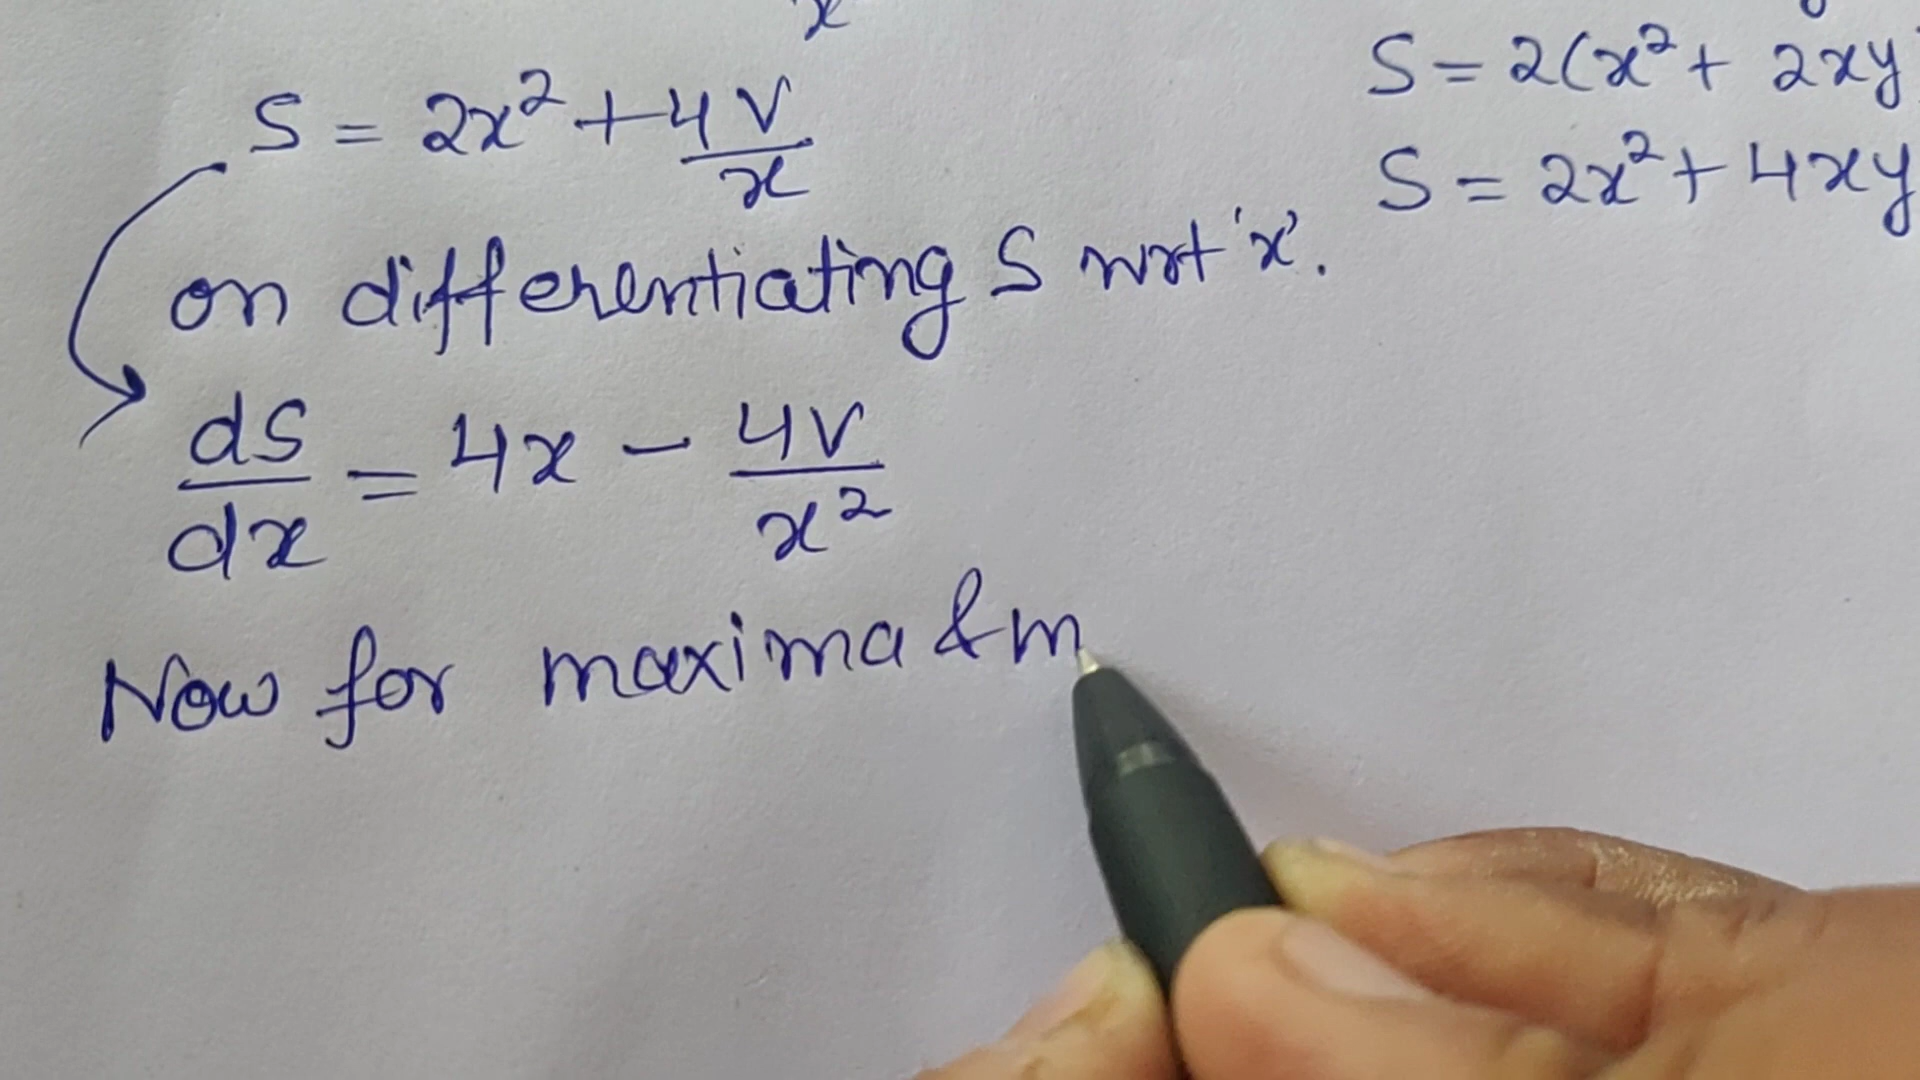 x
S = 2x² + 4V/x
on differentiating S wrt 'x'.
dS/dx = 4x - 4V/x²
Now for maxima & m
S = 2(x² + 2xy
S = 2x² + 4xy